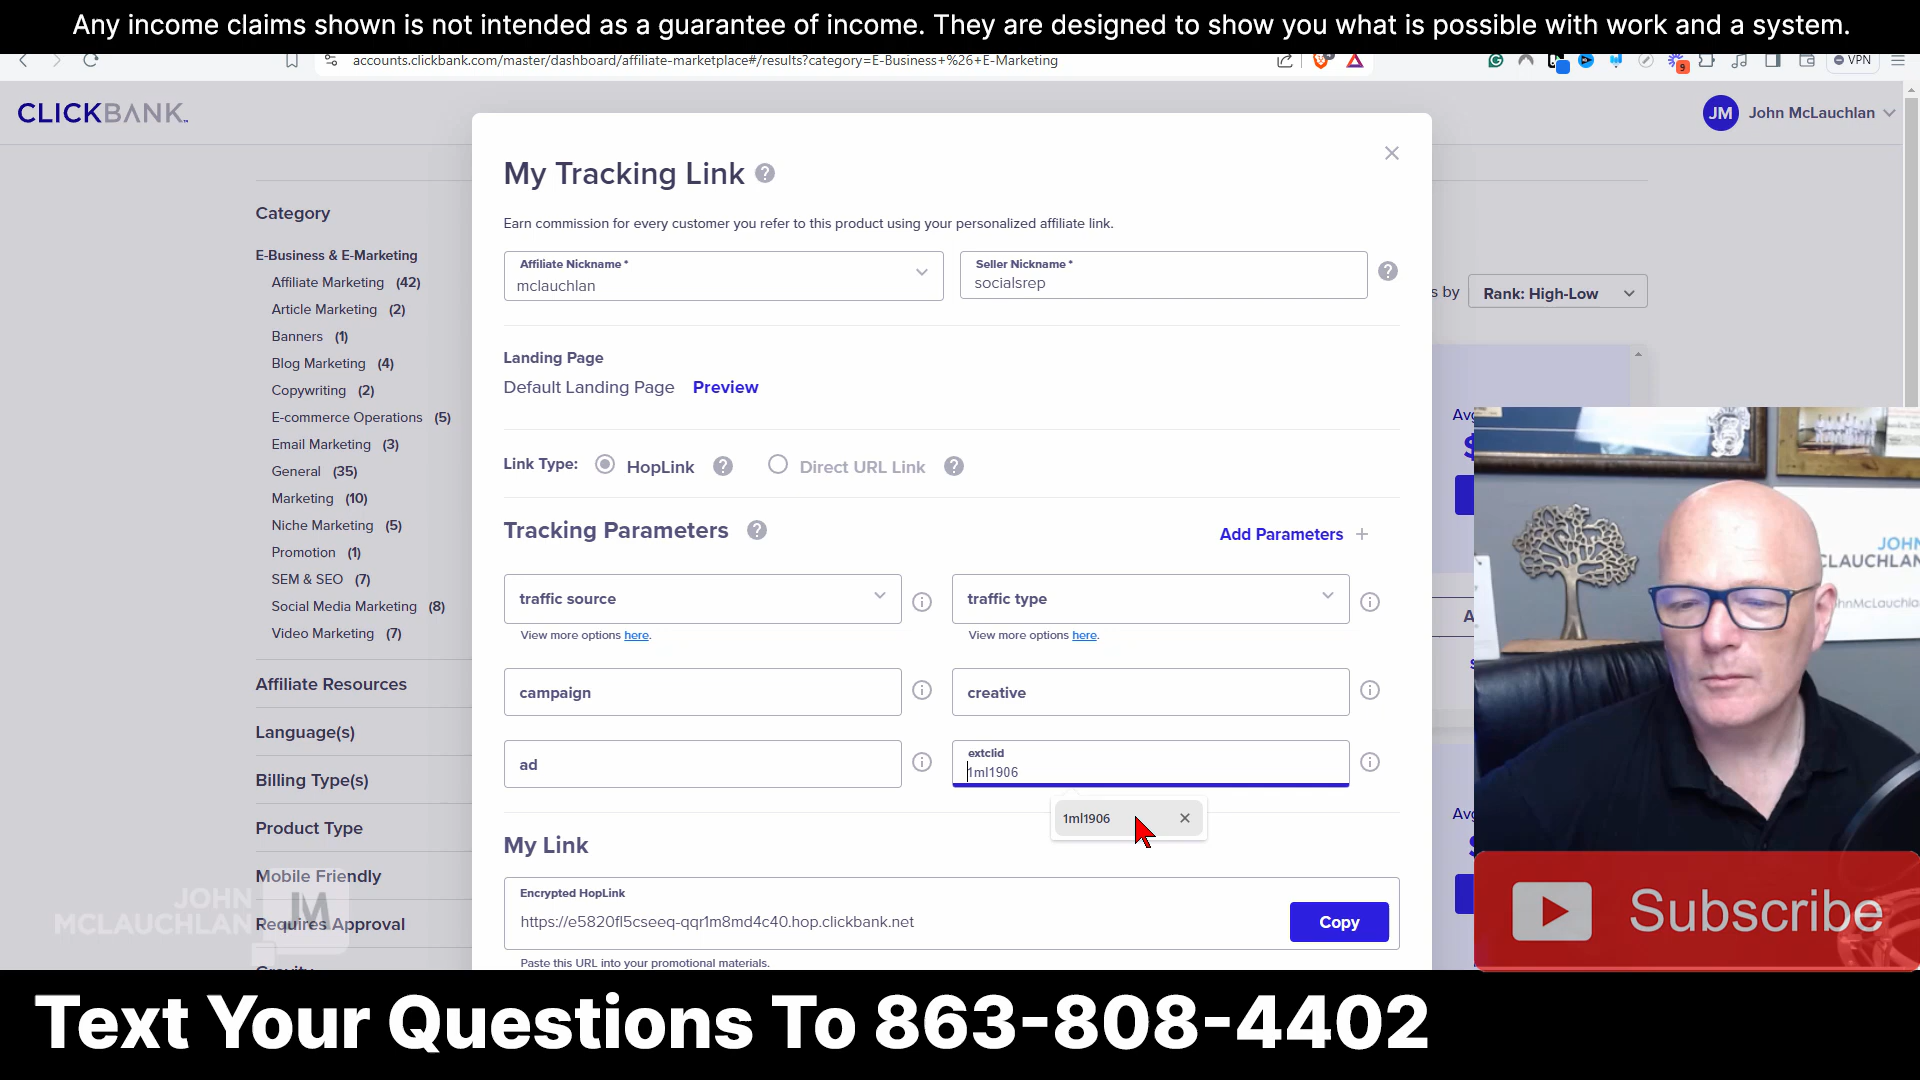 Any income claims shown is not intended as a guarantee of income. They are designed to show you what is possible with work and a system.
accounts.clickbank.com/master/dashboard/affiliate-marketplace#/results?category=E-Business+%26+E-Marketing
9
VPN
CLICKBANK
JM
John McLauchlan
Category
E-Business & E-Marketing
Affiliate Marketing (42)
Article Marketing (2)
Banners (1)
Blog Marketing (4)
Copywriting (2)
E-commerce Operations (5)
Email Marketing (3)
General (35)
Marketing (10)
Niche Marketing (5)
Promotion (1)
SEM & SEO (7)
Social Media Marketing (8)
Video Marketing (7)
Affiliate Resources
Language(s)
Billing Type(s)
Product Type
Mobile Friendly
Requires Approval
Gravity
JOHN
MCLAUCHLAN
JM
My Tracking Link
Earn commission for every customer you refer to this product using your personalized affiliate link.
Affiliate Nickname *
mclauchlan
Seller Nickname *
socialsrep
Landing Page
Default Landing Page Preview
Link Type: HopLink Direct URL Link
Tracking Parameters
Add Parameters +
traffic source
traffic type
View more options here.
View more options here.
campaign
creative
ad
extclid
1ml1906
1ml1906
My Link
Encrypted HopLink
https://e5820fl5cseeq-qqr1m8md4c40.hop.clickbank.net
Copy
Paste this URL into your promotional materials.
s by
Rank: High-Low
Avg
$
Avg
JOHN
CLAUCHLAN
hnMcLauchla
Subscribe
Text Your Questions To 863-808-4402